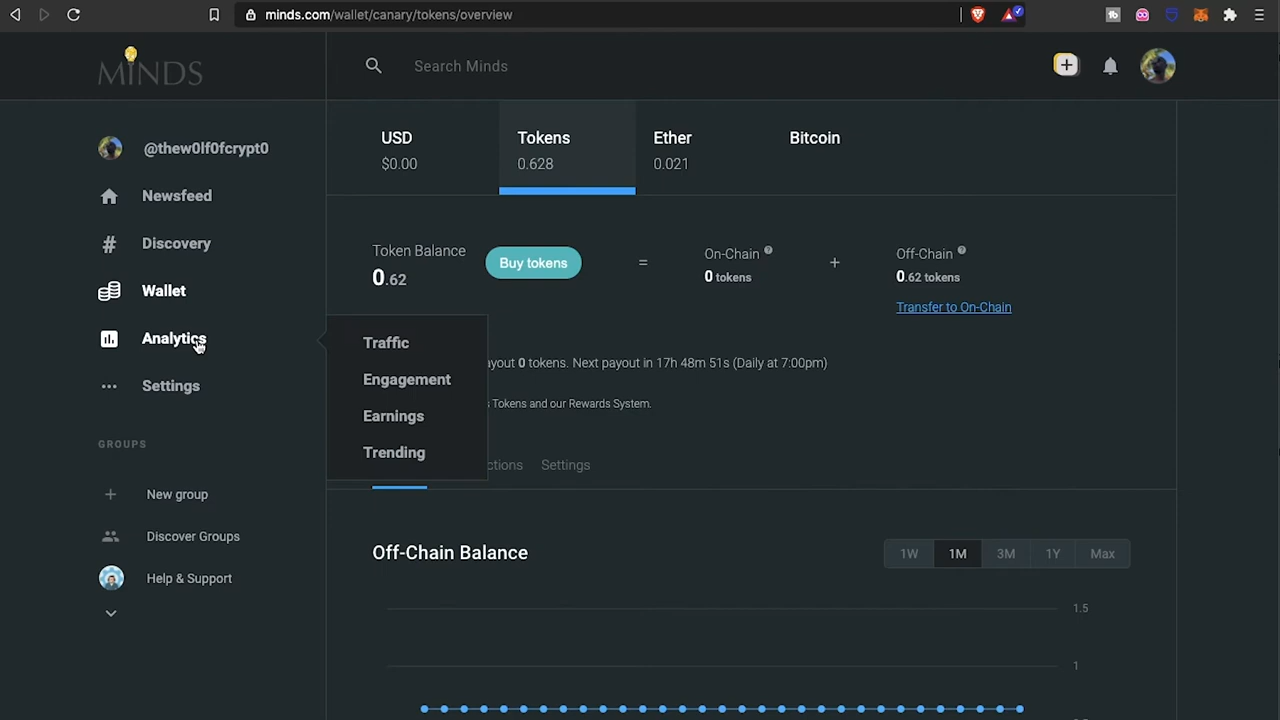 minds.com/wallet/canary/tokens/overview
MINDS
Search Minds
@thew0lf0fcrypt0
Newsfeed
Discovery
Wallet
Analytics
Settings
GROUPS
New group
Discover Groups
Help & Support
Traffic
Engagement
Earnings
Trending
USD
$0.00
Tokens
0.628
Ether
0.021
Bitcoin
Token Balance
0.62
Buy tokens
=
On-Chain ?
0 tokens
+
Off-Chain ?
0.62 tokens
Transfer to On-Chain
ayout 0 tokens. Next payout in 17h 48m 51s (Daily at 7:00pm)
s Tokens and our Rewards System.
ctions Settings
Off-Chain Balance
1W 1M 3M 1Y Max
1.5
1